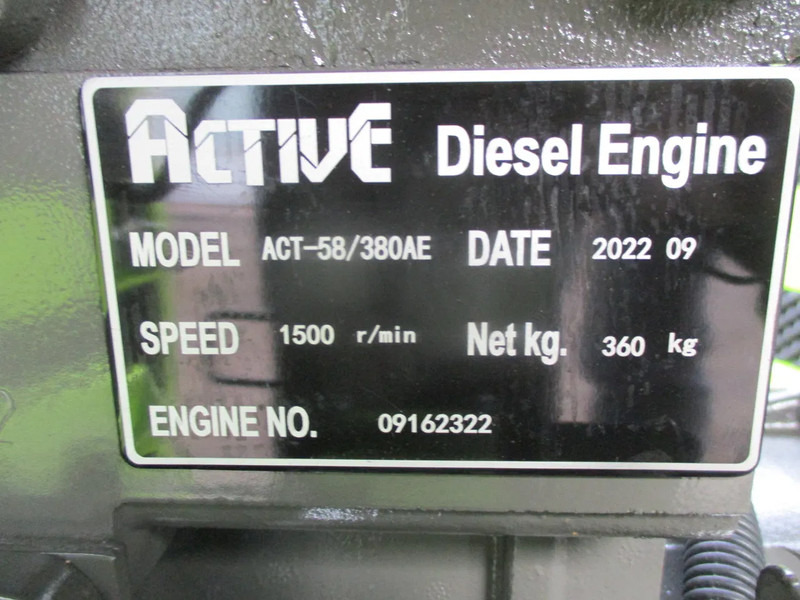 ACTIVE Diesel Engine
MODEL ACT-58/380AE DATE 2022 09
SPEED 1500 r/min Net kg. 360 kg
ENGINE NO. 09162322